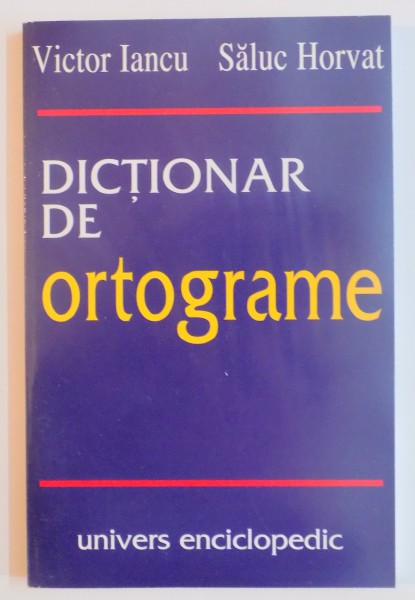 Victor Iancu Săluc Horvat
DICȚIONAR
DE
ortograme
univers enciclopedic